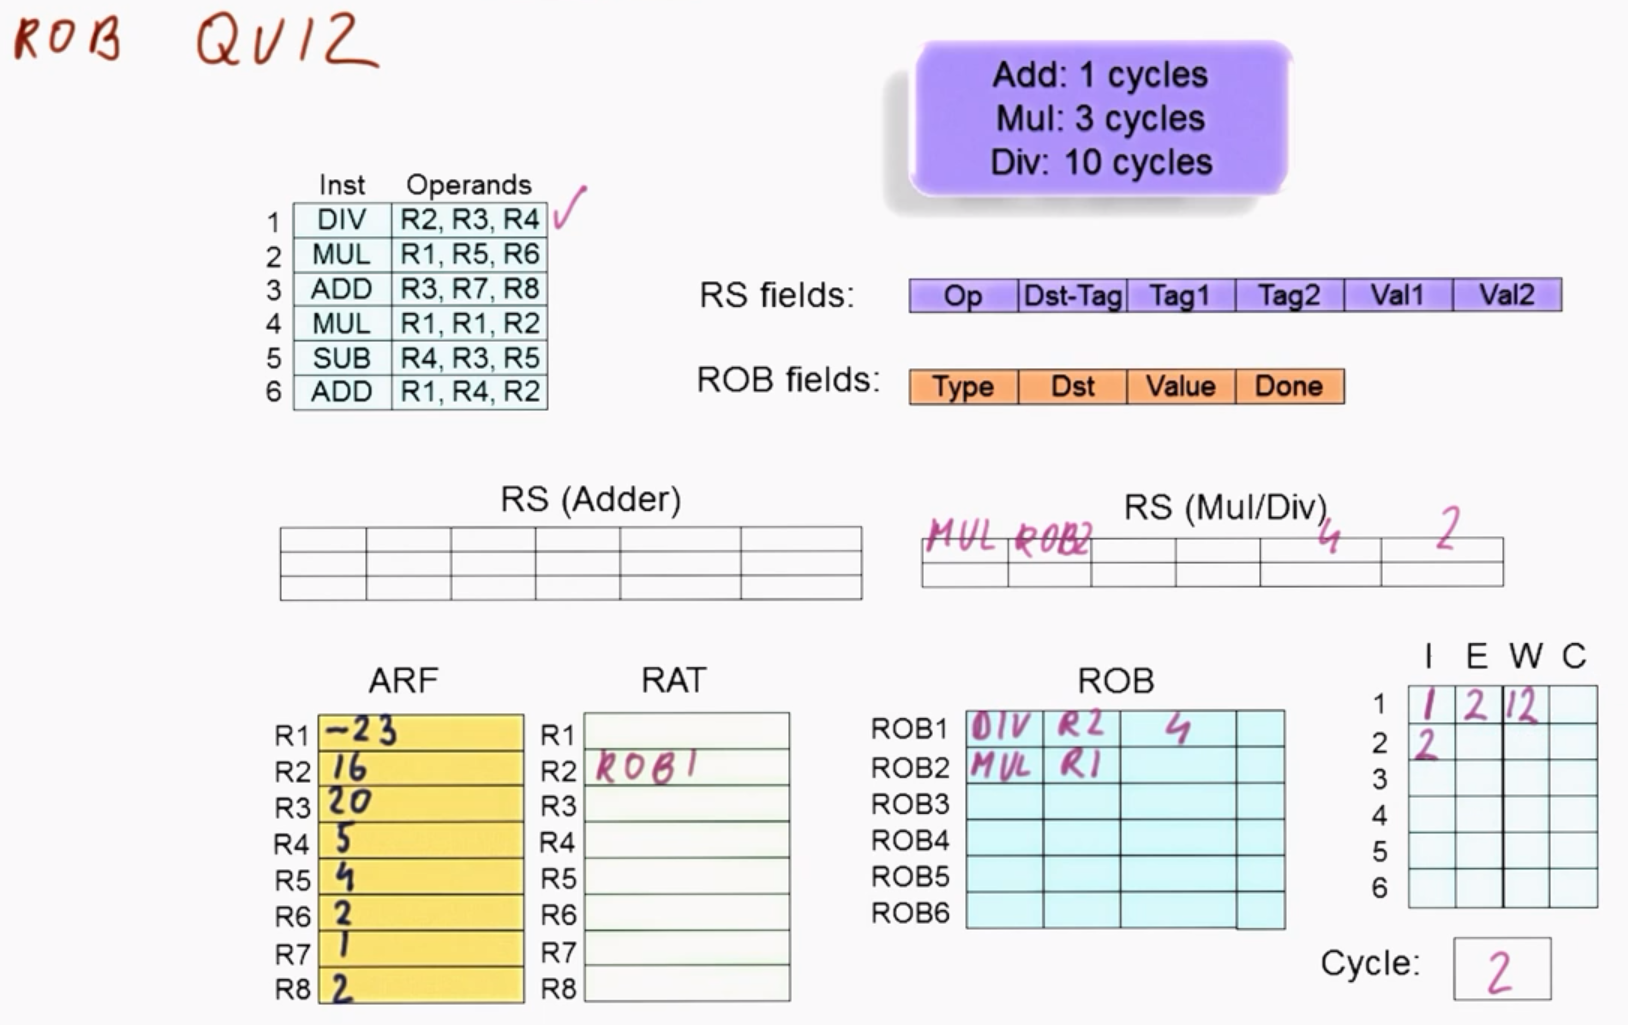 ROB QUIZ
Add: 1 cycles
Mul: 3 cycles
Div: 10 cycles
Inst Operands
1 DIV R2, R3, R4 ✓
2 MUL R1, R5, R6
3 ADD R3, R7, R8
4 MUL R1, R1, R2
5 SUB R4, R3, R5
6 ADD R1, R4, R2
RS fields: Op Dst-Tag Tag1 Tag2 Val1 Val2
ROB fields: Type Dst Value Done
RS (Adder)
RS (Mul/Div)
MUL ROB2 4 2
ARF
R1 -23
R2 16
R3 20
R4 5
R5 4
R6 2
R7 1
R8 2
RAT
R1
R2 ROB1
R3
R4
R5
R6
R7
R8
ROB
ROB1 DIV R2 4
ROB2 MUL R1
ROB3
ROB4
ROB5
ROB6
I E W C
1 1 2 12
2 2
3
4
5
6
Cycle: 2